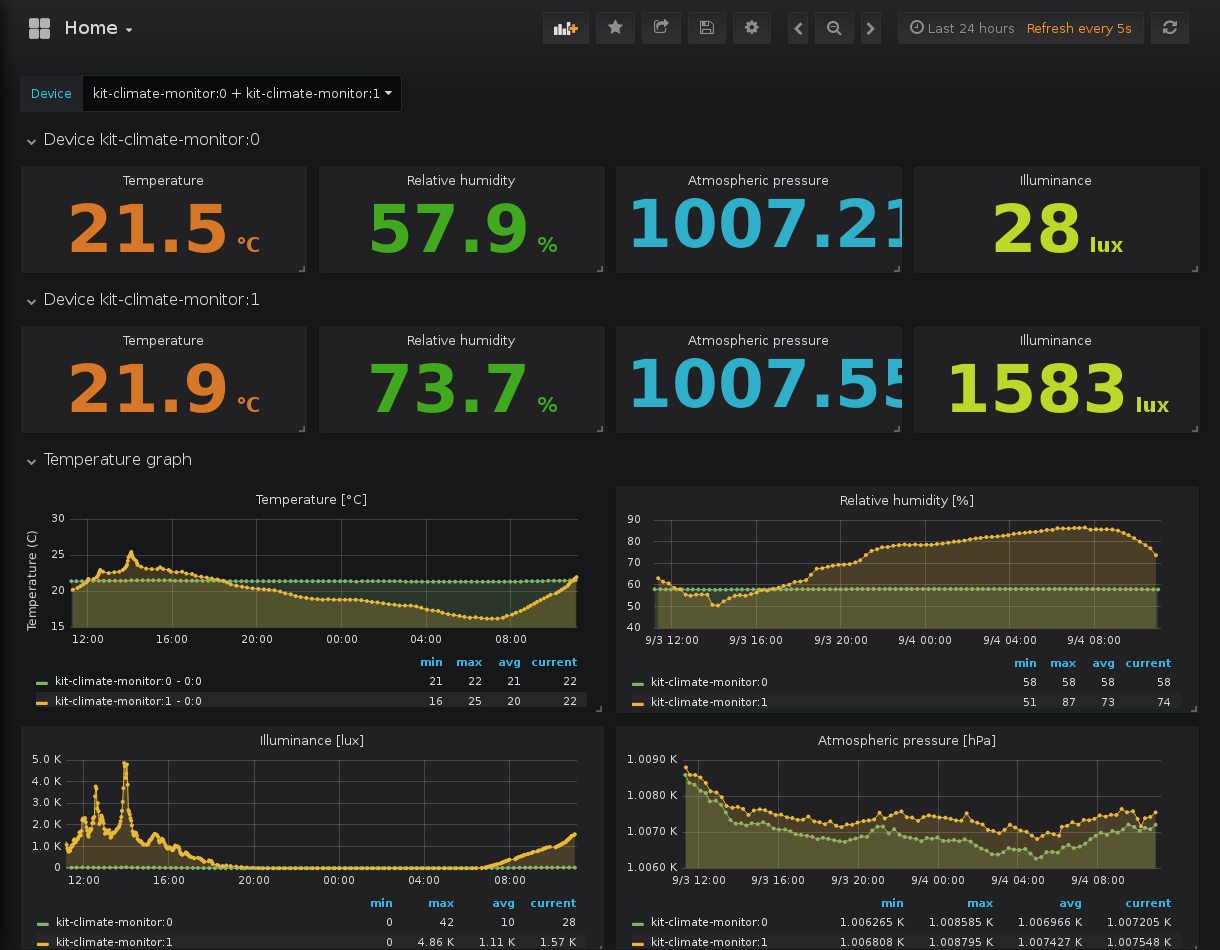 Home
Last 24 hours Refresh every 5s
Device kit-climate-monitor:0 + kit-climate-monitor:1
Device kit-climate-monitor:0
Temperature
21.5 °C
Relative humidity
57.9 %
Atmospheric pressure
1007.21
Illuminance
28 lux
Device kit-climate-monitor:1
Temperature
21.9 °C
Relative humidity
73.7 %
Atmospheric pressure
1007.55
Illuminance
1583 lux
Temperature graph
Temperature [°C]
Temperature (C)
30
25
20
15
12:00 16:00 20:00 00:00 04:00 08:00
min max avg current
kit-climate-monitor:0 - 0:0 21 22 21 22
kit-climate-monitor:1 - 0:0 16 25 20 22
Relative humidity [%]
90
80
70
60
50
40
9/3 12:00 9/3 16:00 9/3 20:00 9/4 00:00 9/4 04:00 9/4 08:00
min max avg current
kit-climate-monitor:0 58 58 58 58
kit-climate-monitor:1 51 87 73 74
Illuminance [lux]
5.0 K
4.0 K
3.0 K
2.0 K
1.0 K
0
12:00 16:00 20:00 00:00 04:00 08:00
min max avg current
kit-climate-monitor:0 0 42 10 28
kit-climate-monitor:1 0 4.86 K 1.11 K 1.57 K
Atmospheric pressure [hPa]
1.0090 K
1.0080 K
1.0070 K
1.0060 K
9/3 12:00 9/3 16:00 9/3 20:00 9/4 00:00 9/4 04:00 9/4 08:00
min max avg current
kit-climate-monitor:0 1.006265 K 1.008585 K 1.006966 K 1.007205 K
kit-climate-monitor:1 1.006808 K 1.008795 K 1.007427 K 1.007548 K